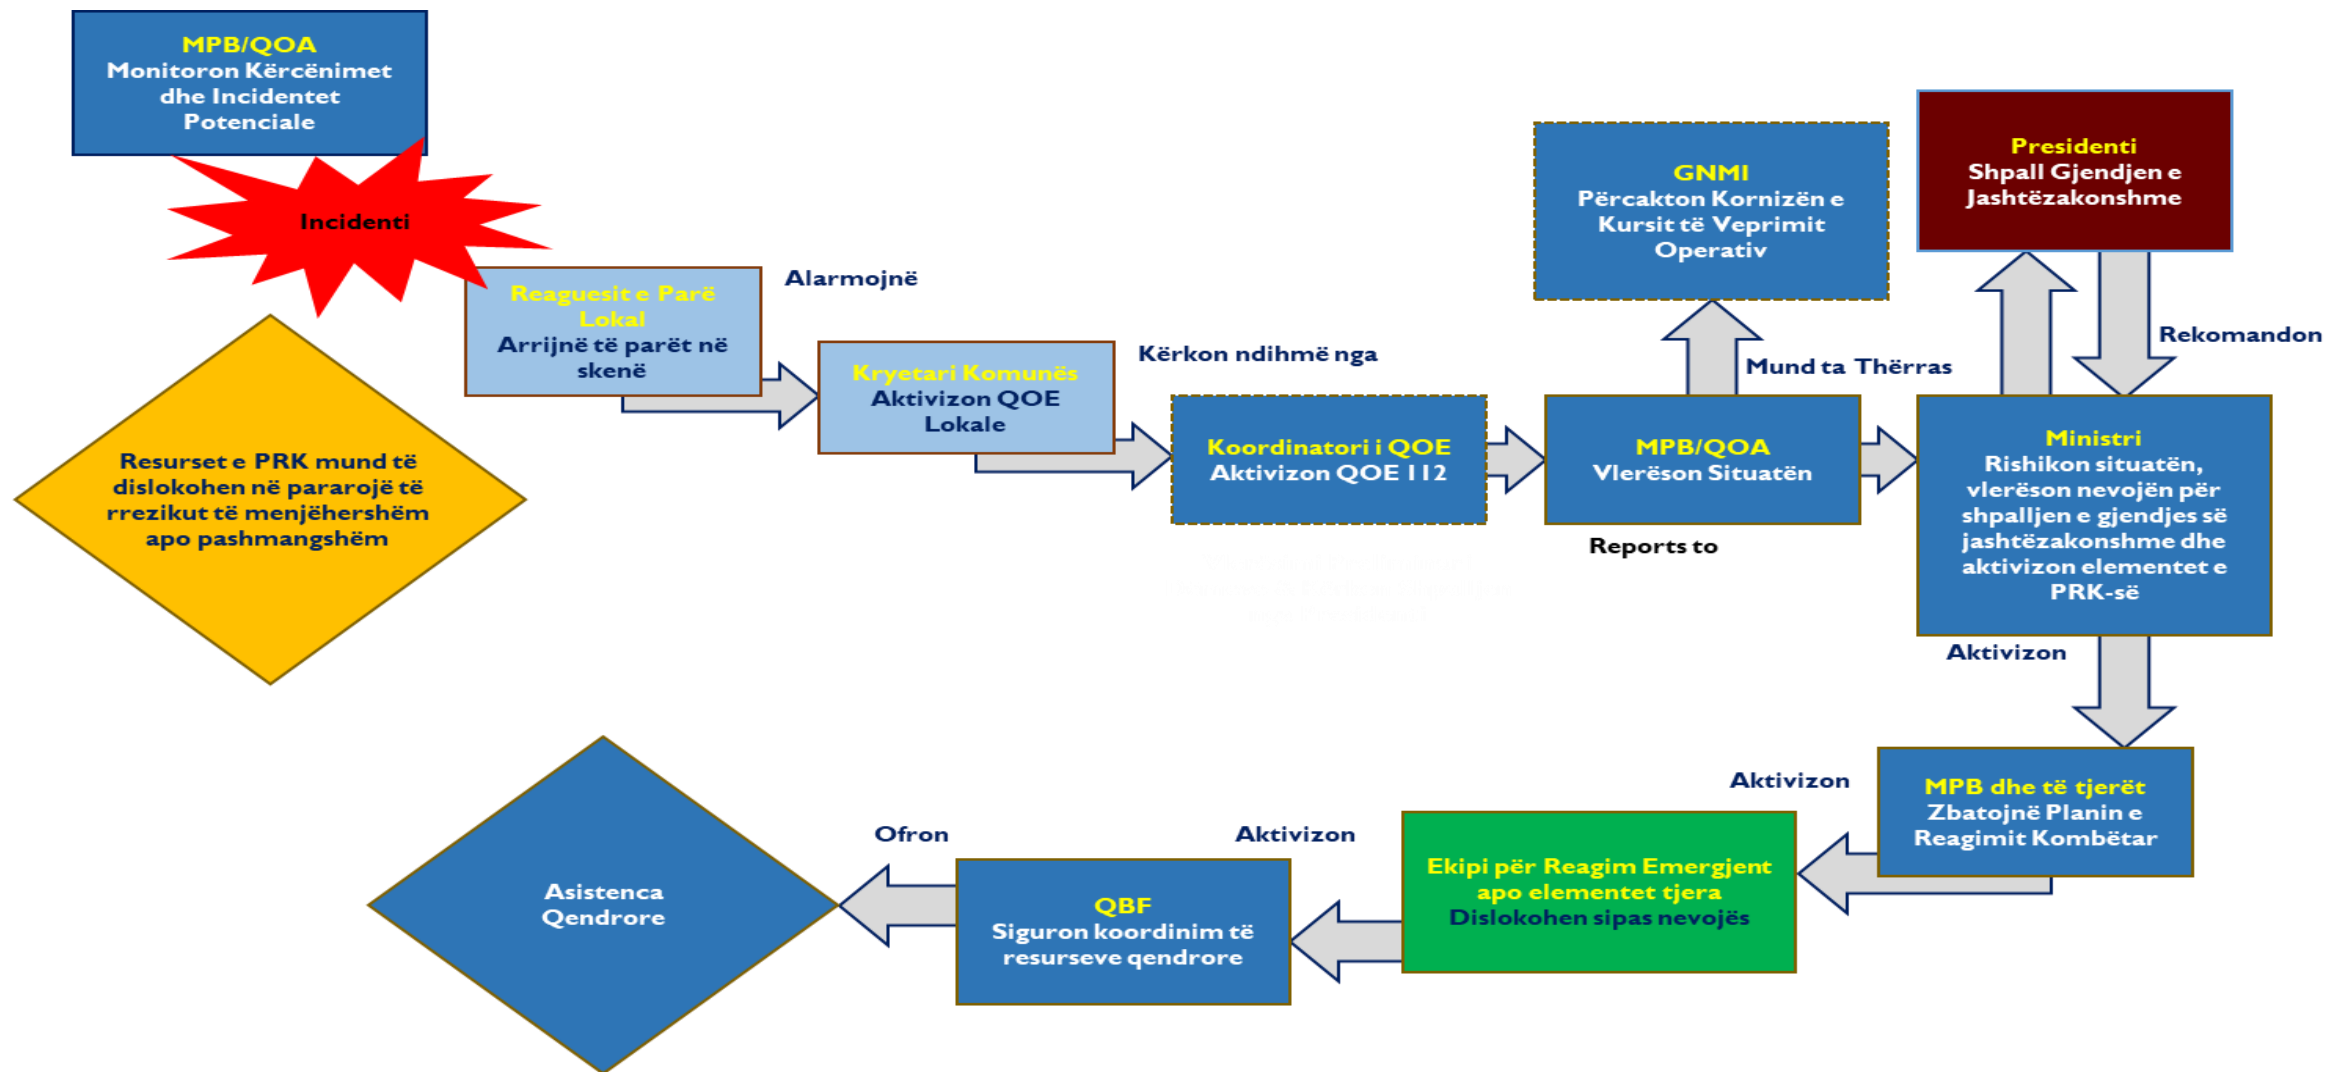 MPB/QOA
Monitoron Kërcënimet
dhe Incidentet
Potenciale
Incidenti
Reaguesit e Parë
Lokal
Arrijnë të parët në
skenë
Alarmojnë
Kryetari Komunës
Aktivizon QOE
Lokale
Kërkon ndihmë nga
Koordinatori i QOE
Aktivizon QOE 112
MPB/QOA
Vlerëson Situatën
Reports to
Mund ta Thërras
GNMI
Përcakton Kornizën e
Kursit të Veprimit
Operativ
Presidenti
Shpall Gjendjen e
Jashtëzakonshme
Rekomandon
Ministri
Rishikon situatën,
vlerëson nevojën për
shpalljen e gjendjes së
jashtëzakonshme dhe
aktivizon elementet e
PRK-së
Aktivizon
MPB dhe të tjerët
Zbatojnë Planin e
Reagimit Kombëtar
Aktivizon
Ekipi për Reagim Emergjent
apo elementet tjera
Dislokohen sipas nevojës
Aktivizon
QBF
Siguron koordinim të
resurseve qendrore
Ofron
Asistenca
Qendrore
Resurset e PRK mund të
dislokohen në pararojë të
rrezikut të menjëhershëm
apo pashmangshëm